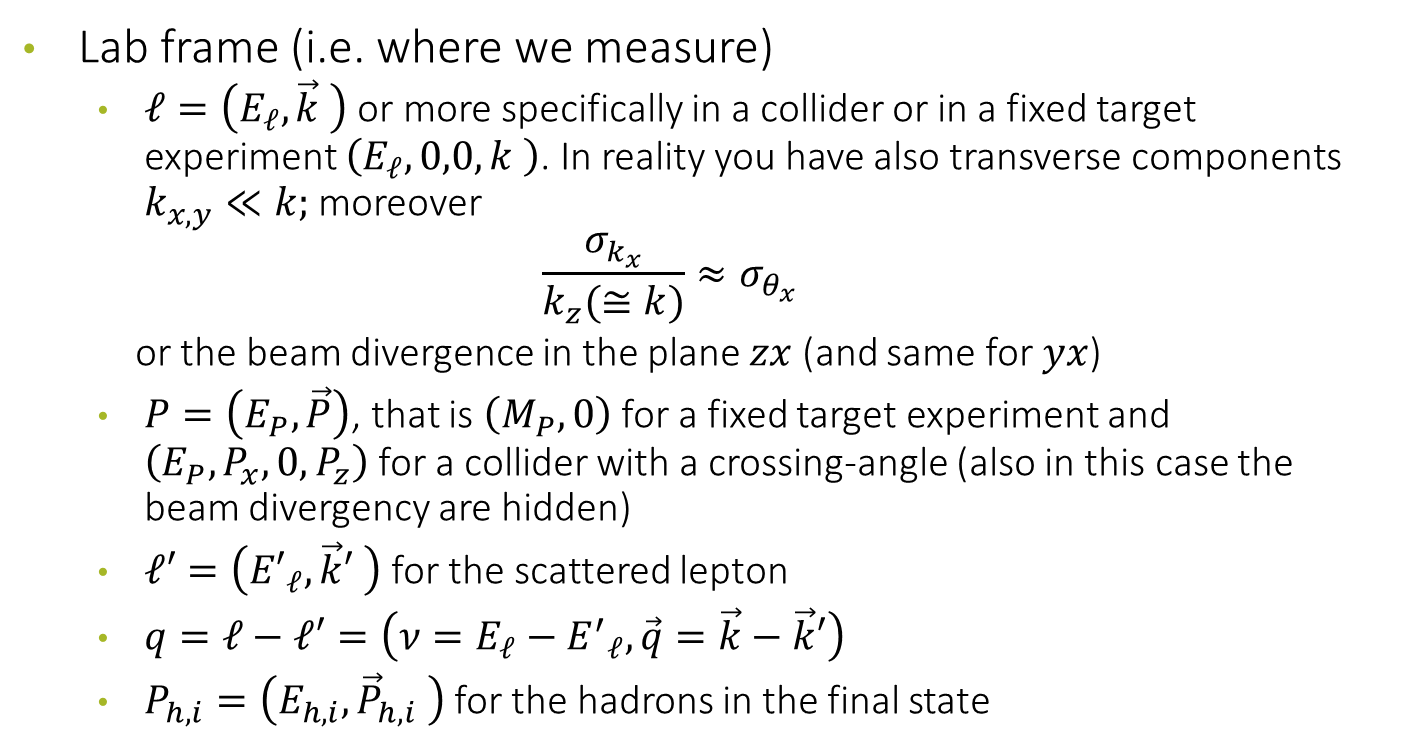 • Lab frame (i.e. where we measure)
• ℓ = (E_ℓ, k⃗ ) or more specifically in a collider or in a fixed target
experiment (E_ℓ, 0,0, k ). In reality you have also transverse components
k_{x,y} ≪ k; moreover
σ_{k_x} / k_z(≅ k) ≈ σ_{θ_x}
or the beam divergence in the plane zx (and same for yx)
• P = (E_P, P⃗), that is (M_P, 0) for a fixed target experiment and
(E_P, P_x, 0, P_z) for a collider with a crossing-angle (also in this case the
beam divergency are hidden)
• ℓ′ = (E′_ℓ, k⃗′ ) for the scattered lepton
• q = ℓ − ℓ′ = (ν = E_ℓ − E′_ℓ, q⃗ = k⃗ − k⃗′)
• P_{h,i} = (E_{h,i}, P⃗_{h,i} ) for the hadrons in the final state